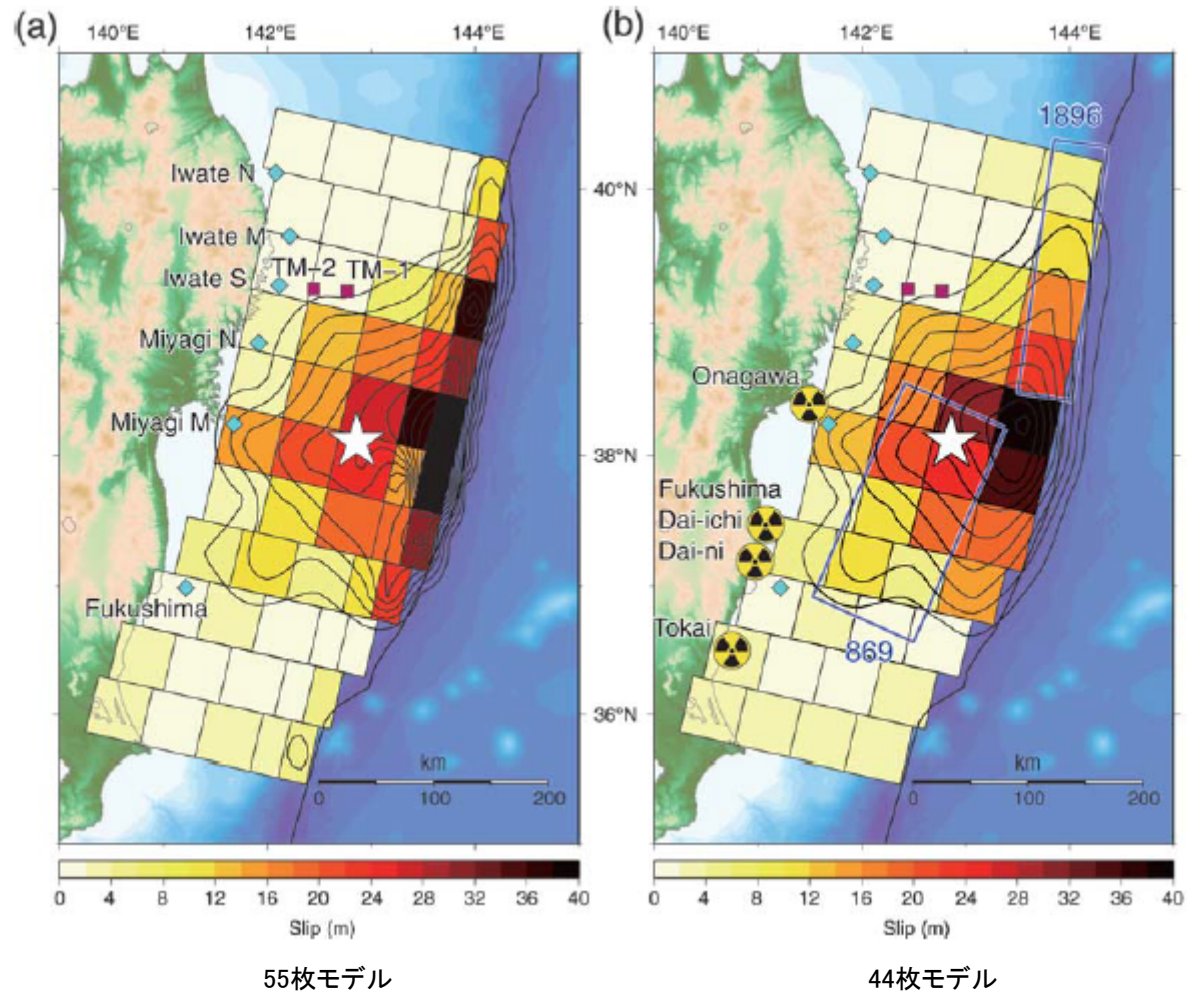 (a)
140°E 142°E 144°E
Iwate N
Iwate M
Iwate S
TM-2 TM-1
Miyagi N
Miyagi M
Fukushima
km
0 100 200
0 4 8 12 16 20 24 28 32 36 40
Slip (m)
55枚モデル
40°N
38°N
36°N
(b)
140°E 142°E 144°E
1896
Onagawa
Fukushima
Dai-ichi
Dai-ni
Tokai
869
km
0 100 200
0 4 8 12 16 20 24 28 32 36 40
Slip (m)
44枚モデル